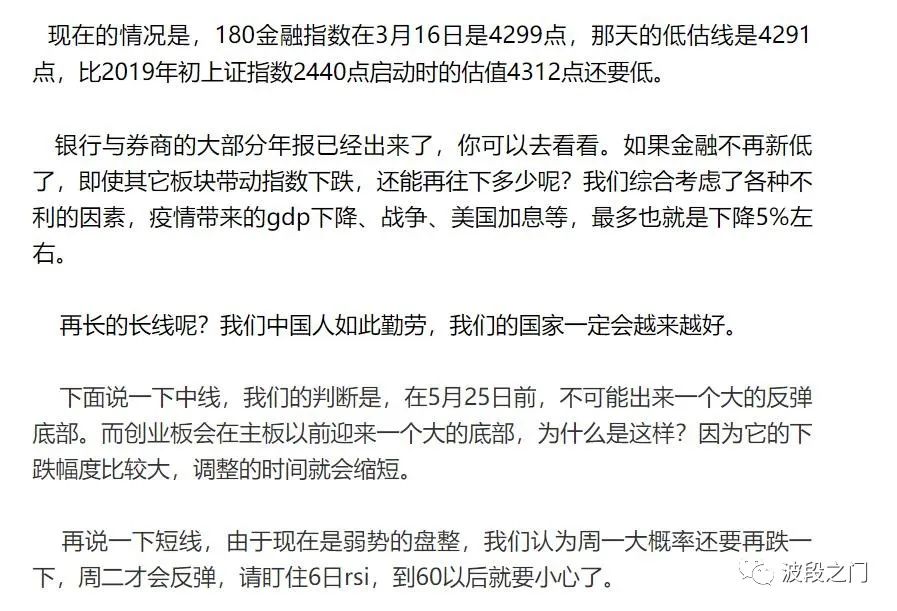 现在的情况是，180金融指数在3月16日是4299点，那天的低估线是4291
点，比2019年初上证指数2440点启动时的估值4312点还要低。
银行与券商的大部分年报已经出来了，你可以去看看。如果金融不再新低
了，即使其它板块带动指数下跌，还能再往下多少呢？我们综合考虑了各种不
利的因素，疫情带来的gdp下降、战争、美国加息等，最多也就是下降5%左
右。
再长的长线呢？我们中国人如此勤劳，我们的国家一定会越来越好。
下面说一下中线，我们的判断是，在5月25日前，不可能出来一个大的反弹
底部。而创业板会在主板以前迎来一个大的底部，为什么是这样？因为它的下
跌幅度比较大，调整的时间就会缩短。
再说一下短线，由于现在是弱势的盘整，我们认为周一大概率还要再跌一
下，周二才会反弹，请盯住6日rsi，到60以后就要小心了。
波段之门